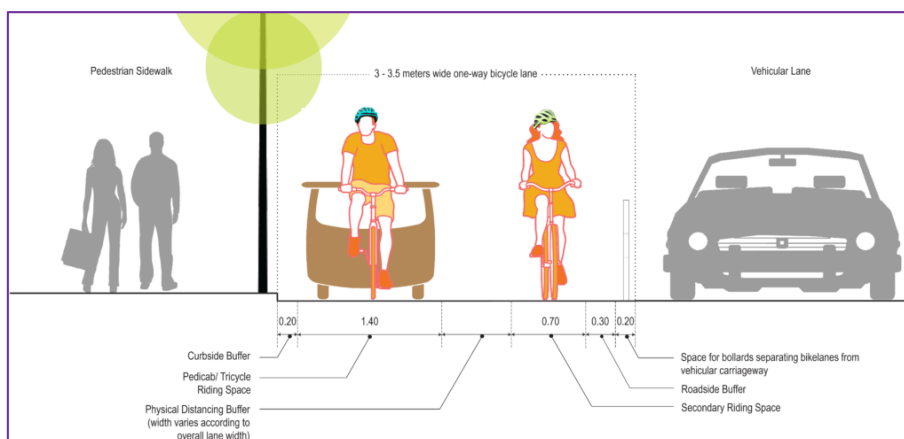 Pedestrian Sidewalk
3 - 3.5 meters wide one-way bicycle lane
Vehicular Lane
0.20
1.40
0.70
0.30
0.20
Curbside Buffer
Pedicab/ Tricycle
Riding Space
Physical Distancing Buffer
(width varies according to
overall lane width)
Space for bollards separating bikelanes from
vehicular carriageway
Roadside Buffer
Secondary Riding Space